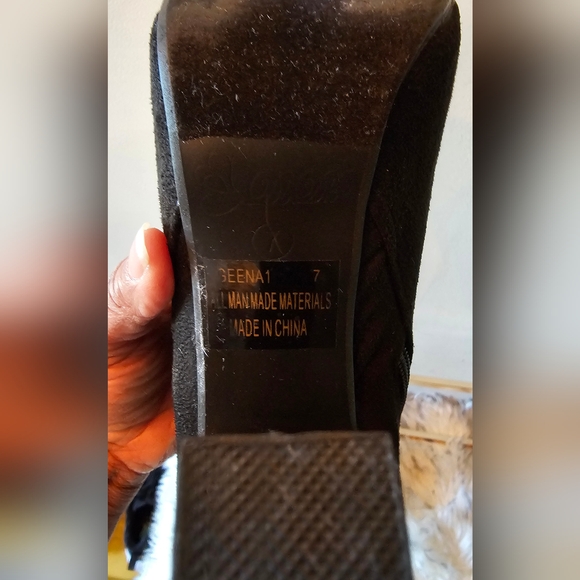 GEENA1 7
ALL MAN MADE MATERIALS
MADE IN CHINA